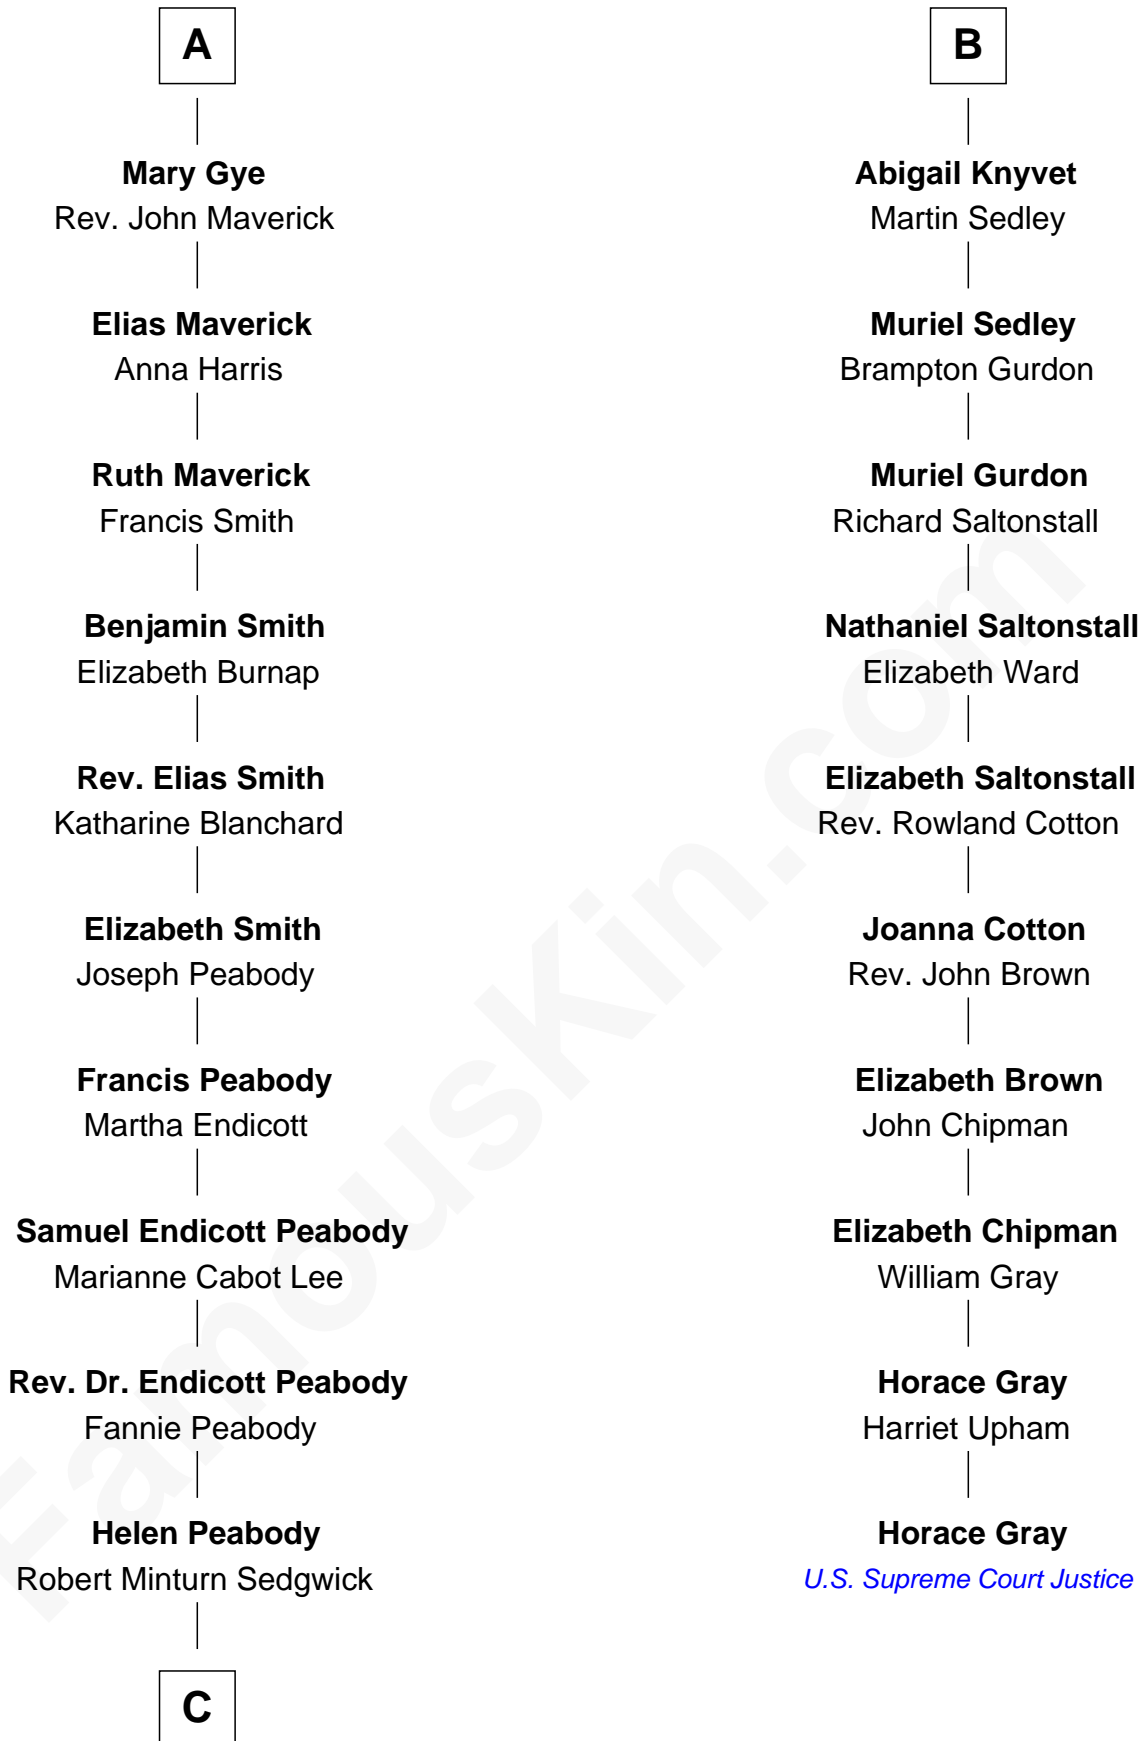 A
Mary Gye
Rev. John Maverick
Elias Maverick
Anna Harris
Ruth Maverick
Francis Smith
Benjamin Smith
Elizabeth Burnap
Rev. Elias Smith
Katharine Blanchard
Elizabeth Smith
Joseph Peabody
Francis Peabody
Martha Endicott
Samuel Endicott Peabody
Marianne Cabot Lee
Rev. Dr. Endicott Peabody
Fannie Peabody
Helen Peabody
Robert Minturn Sedgwick
C
B
Abigail Knyvet
Martin Sedley
Muriel Sedley
Brampton Gurdon
Muriel Gurdon
Richard Saltonstall
Nathaniel Saltonstall
Elizabeth Ward
Elizabeth Saltonstall
Rev. Rowland Cotton
Joanna Cotton
Rev. John Brown
Elizabeth Brown
John Chipman
Elizabeth Chipman
William Gray
Horace Gray
Harriet Upham
Horace Gray
U.S. Supreme Court Justice
FamousKin.com